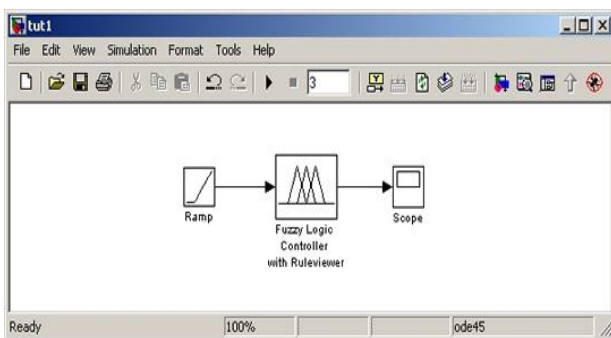 tut1
File Edit View Simulation Format Tools Help
3
Ramp
Fuzzy Logic
Controller
with Ruleviewer
Scope
Ready 100% ode45